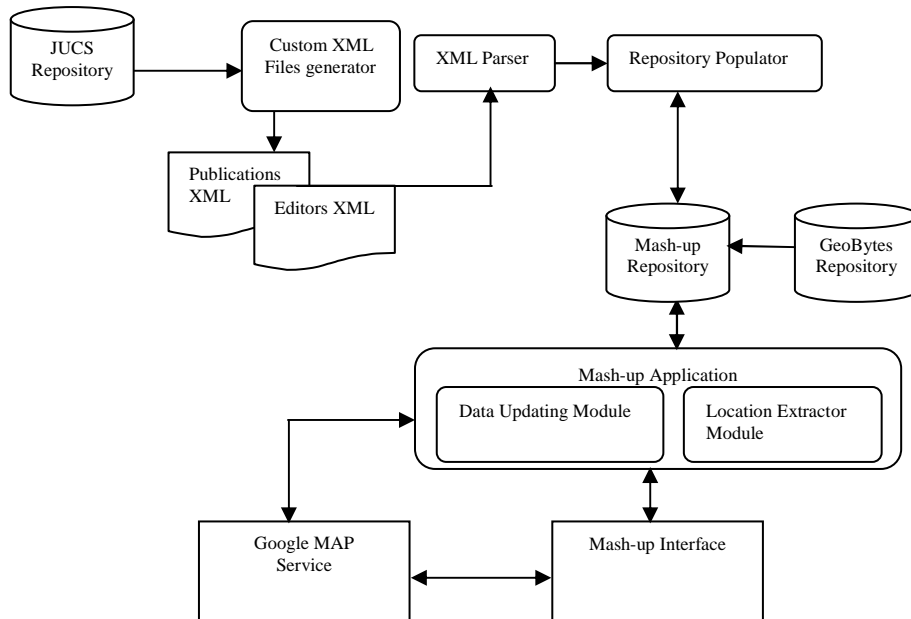 JUCS
Repository
Custom XML
Files generator
XML Parser
Repository Populator
Publications
XML
Editors XML
Mash-up
Repository
GeoBytes
Repository
Mash-up Application
Data Updating Module
Location Extractor
Module
Google MAP
Service
Mash-up Interface